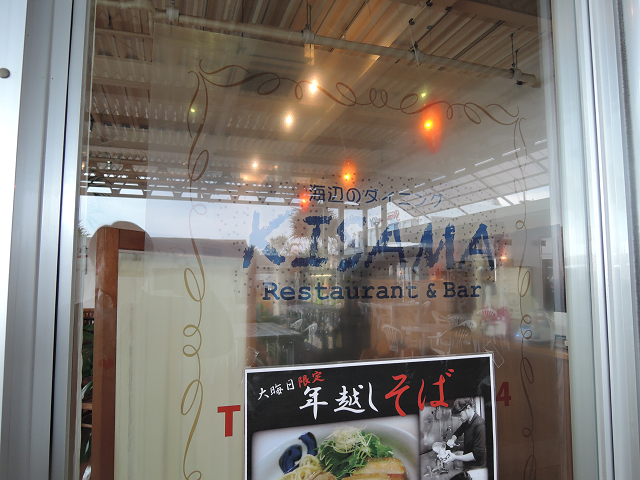 海辺のダイニング
KISAMA
Restaurant & Bar
大晦日限定
年越しそば